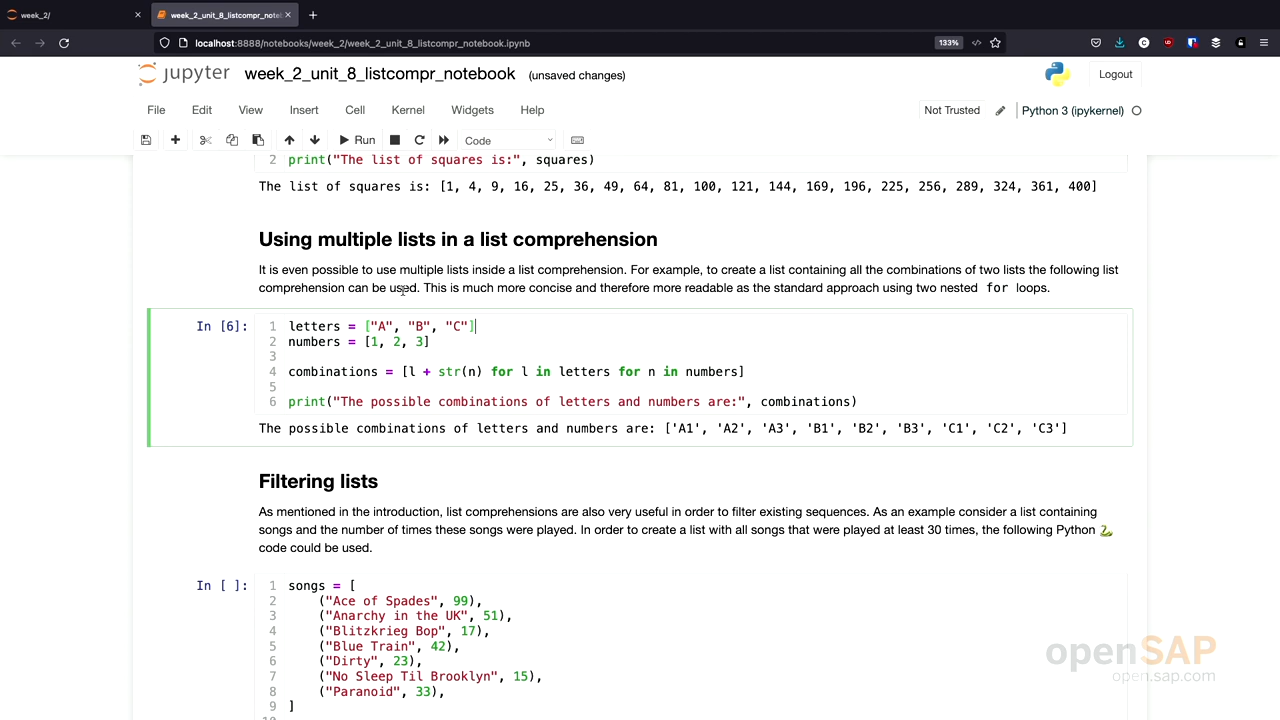 week_2/
week_2_unit_8_listcompr_note
localhost:8888/notebooks/week_2/week_2_unit_8_listcompr_notebook.ipynb
133%
jupyter week_2_unit_8_listcompr_notebook (unsaved changes)
Logout
File Edit View Insert Cell Kernel Widgets Help
Not Trusted
Python 3 (ipykernel)
Run
Code
2 print("The list of squares is:", squares)
The list of squares is: [1, 4, 9, 16, 25, 36, 49, 64, 81, 100, 121, 144, 169, 196, 225, 256, 289, 324, 361, 400]
Using multiple lists in a list comprehension
It is even possible to use multiple lists inside a list comprehension. For example, to create a list containing all the combinations of two lists the following list
comprehension can be used. This is much more concise and therefore more readable as the standard approach using two nested for loops.
In [6]:
1 letters = ["A", "B", "C"]
2 numbers = [1, 2, 3]
3
4 combinations = [l + str(n) for l in letters for n in numbers]
5
6 print("The possible combinations of letters and numbers are:", combinations)
The possible combinations of letters and numbers are: ['A1', 'A2', 'A3', 'B1', 'B2', 'B3', 'C1', 'C2', 'C3']
Filtering lists
As mentioned in the introduction, list comprehensions are also very useful in order to filter existing sequences. As an example consider a list containing
songs and the number of times these songs were played. In order to create a list with all songs that were played at least 30 times, the following Python 🐍
code could be used.
In [ ]:
1 songs = [
2 ("Ace of Spades", 99),
3 ("Anarchy in the UK", 51),
4 ("Blitzkrieg Bop", 17),
5 ("Blue Train", 42),
6 ("Dirty", 23),
7 ("No Sleep Til Brooklyn", 15),
8 ("Paranoid", 33),
9 ]
openSAP
open.sap.com